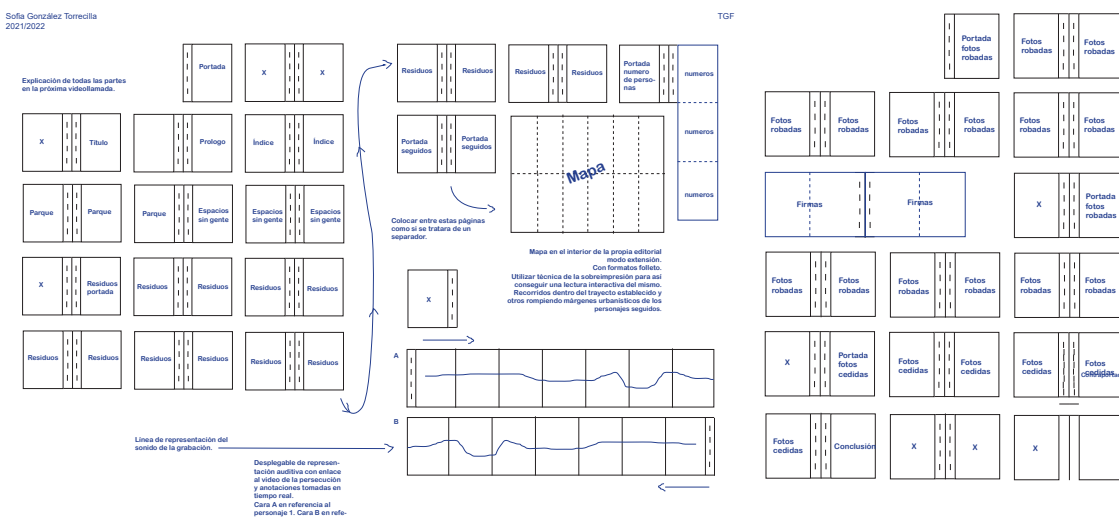 Sofía González Torrecilla
2021/2022
TGF
Explicación de todas las partes
en la próxima videollamada.
Portada
X X
X Título
Prologo
Índice Índice
Parque Parque
Parque Espacios
sin gente
Espacios Espacios
sin gente sin gente
X Residuos
portada
Residuos Residuos
Residuos Residuos
Residuos Residuos
Residuos Residuos
Residuos Residuos
Línea de representación del
sonido de la grabación.
Desplegable de represen-
tación auditiva con enlace
al video de la persecución
y anotaciones tomadas en
tiempo real.
Cara A en referencia al
personaje 1. Cara B en refe-
Residuos Residuos
Residuos Residuos
Portada
numero
de perso-
nas
numeros
numeros
numeros
Portada Portada
seguidos seguidos
Mapa
Colocar entre estas páginas
como si se tratara de un
separador.
Mapa en el interior de la propia editorial
modo extensión.
Con formatos folleto.
Utilizar técnica de la sobreimpresión para así
conseguir una lectura interactiva del mismo.
Recorridos dentro del trayecto establecido y
otros rompiendo márgenes urbanísticos de los
personajes seguidos.
X
A
B
Portada
fotos
robadas
Fotos Fotos
robadas robadas
Fotos Fotos
robadas robadas
Fotos Fotos
robadas robadas
Fotos Fotos
robadas robadas
Firmas Firmas
X Portada
fotos
robadas
Fotos Fotos
robadas robadas
Fotos Fotos
robadas robadas
Fotos Fotos
robadas robadas
X Portada
fotos
cedidas
Fotos Fotos
cedidas cedidas
Fotos Fotos
cedidas cedidas
Fotos Conclusión
cedidas
X X
X